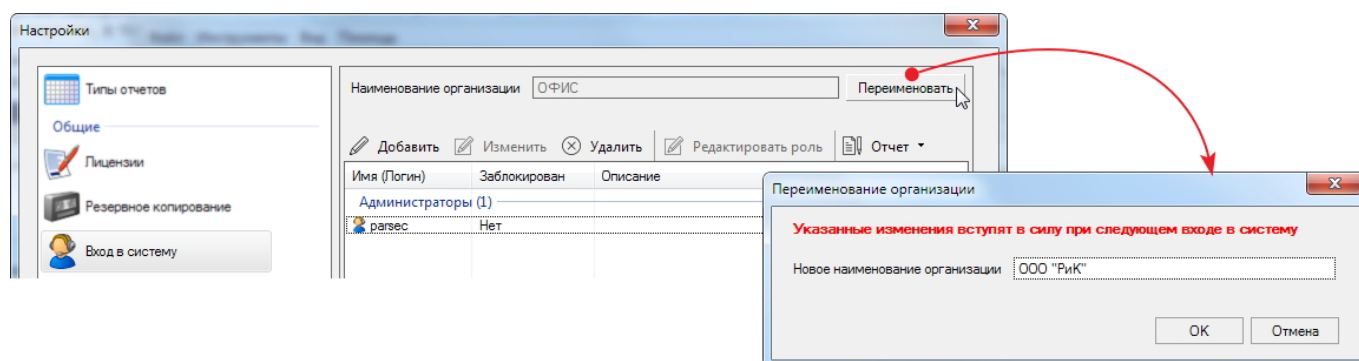 Настройки
Типы отчетов
Общие
Лицензии
Резервное копирование
Вход в систему
Наименование организации ОФИС Переименовать
Добавить Изменить Удалить Редактировать роль Отчет
Имя (Логин) Заблокирован Описание
Администраторы (1)
parsec Нет
Переименование организации
Указанные изменения вступят в силу при следующем входе в систему
Новое наименование организации ООО "РиК"
OK Отмена